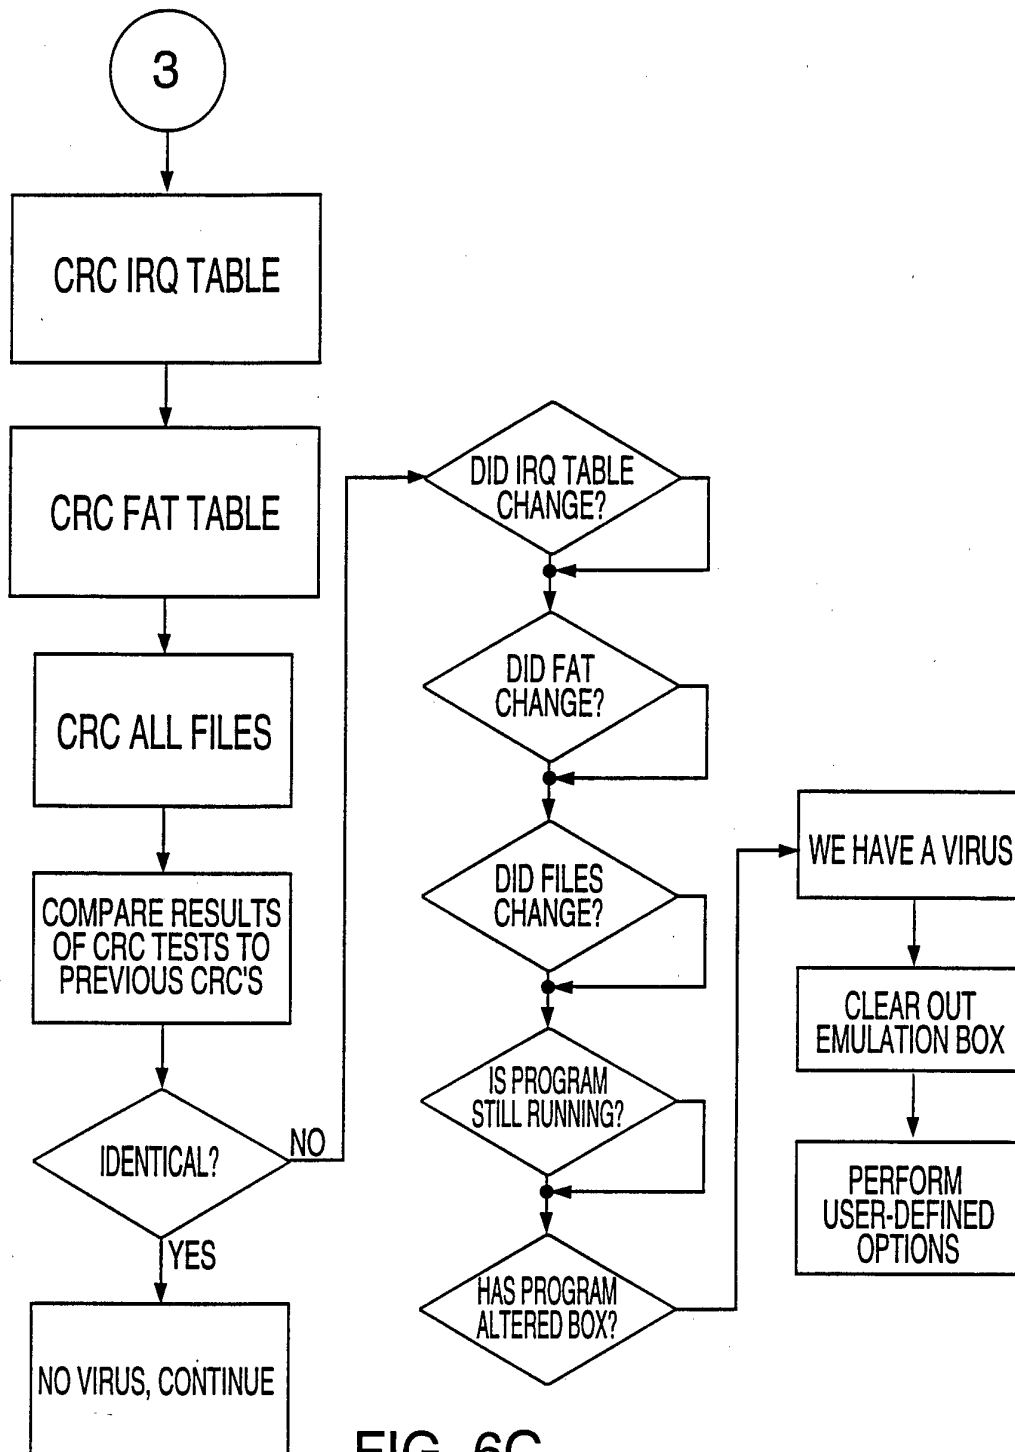 3
CRC IRQ TABLE
CRC FAT TABLE
CRC ALL FILES
COMPARE RESULTS
OF CRC TESTS TO
PREVIOUS CRC'S
IDENTICAL?
NO
YES
NO VIRUS, CONTINUE
DID IRQ TABLE
CHANGE?
DID FAT
CHANGE?
DID FILES
CHANGE?
IS PROGRAM
STILL RUNNING?
HAS PROGRAM
ALTERED BOX?
WE HAVE A VIRUS
CLEAR OUT
EMULATION BOX
PERFORM
USER-DEFINED
OPTIONS
FIG. 6C